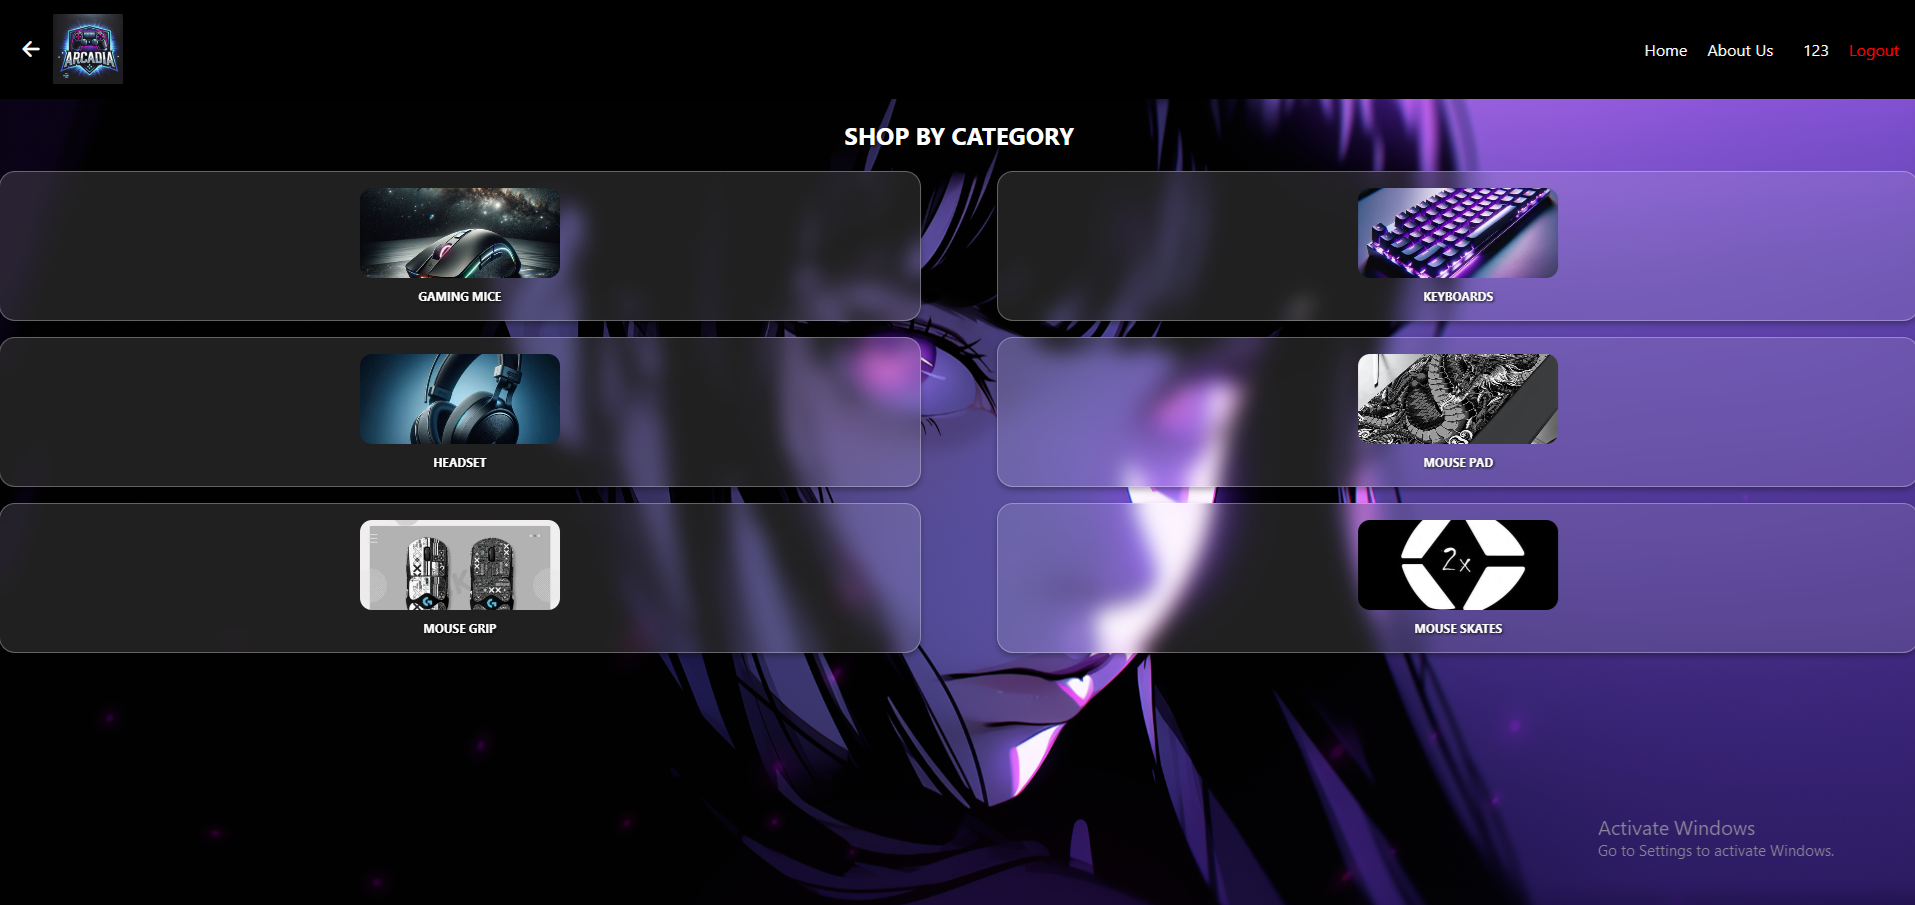 ARCADIA
Home
About Us
123
Logout
SHOP BY CATEGORY
GAMING MICE
KEYBOARDS
HEADSET
MOUSE PAD
MOUSE GRIP
2x
MOUSE SKATES
Activate Windows
Go to Settings to activate Windows.